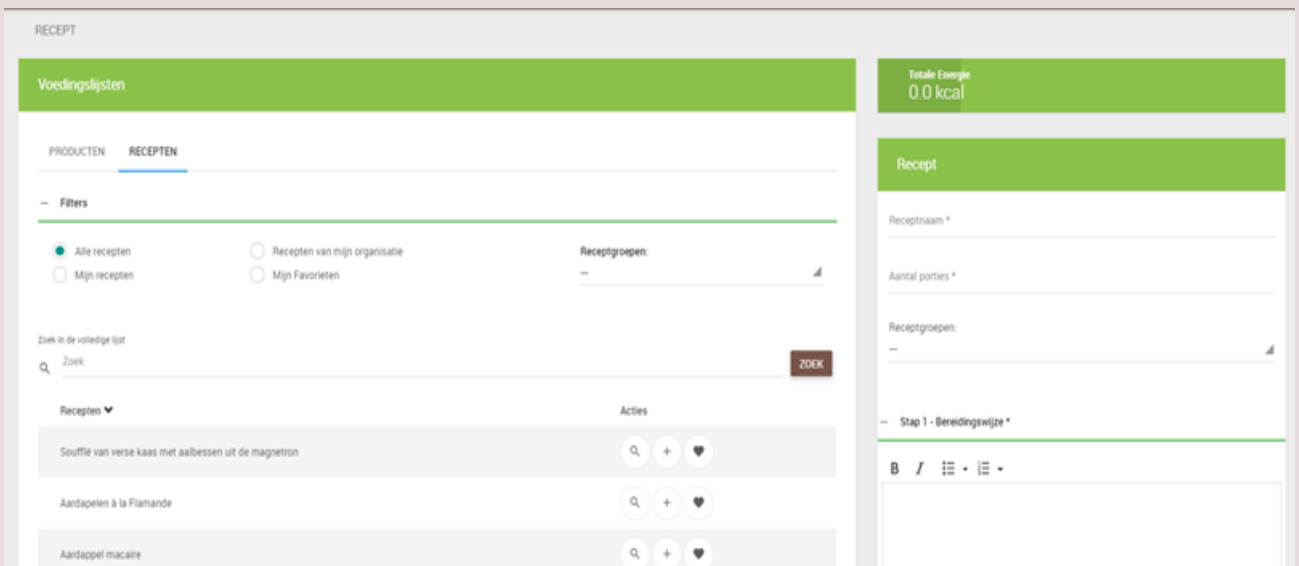 RECEPT
Voedingslijsten
PRODUCTEN RECEPTEN
– Filters
Alle recepten
Recepten van mijn organisatie
Mijn recepten
Mijn Favorieten
Receptgroepen:
--
Zoek in de volledige lijst
Zoek
ZOEK
Recepten Acties
Soufflé van verse kaas met aalbessen uit de magnetron
Aardapelen à la Flamande
Aardappel macaire
Totale Energie
0.0 kcal
Recept
Receptnaam *
Aantal porties *
Receptgroepen:
--
– Stap 1 - Bereidingswijze *
B I